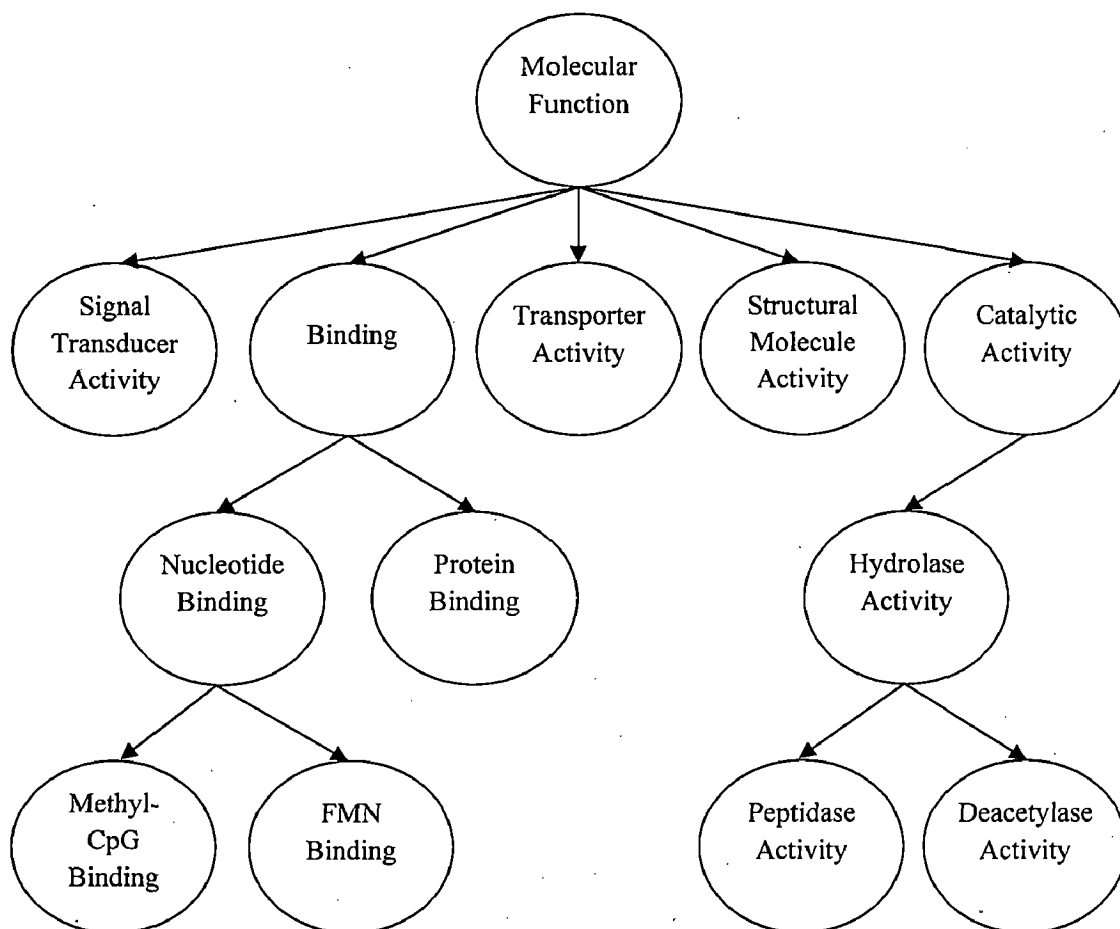 Molecular
Function
Signal
Transducer
Activity
Binding
Transporter
Activity
Structural
Molecule
Activity
Catalytic
Activity
Nucleotide
Binding
Protein
Binding
Hydrolase
Activity
Methyl-
CpG
Binding
FMN
Binding
Peptidase
Activity
Deacetylase
Activity